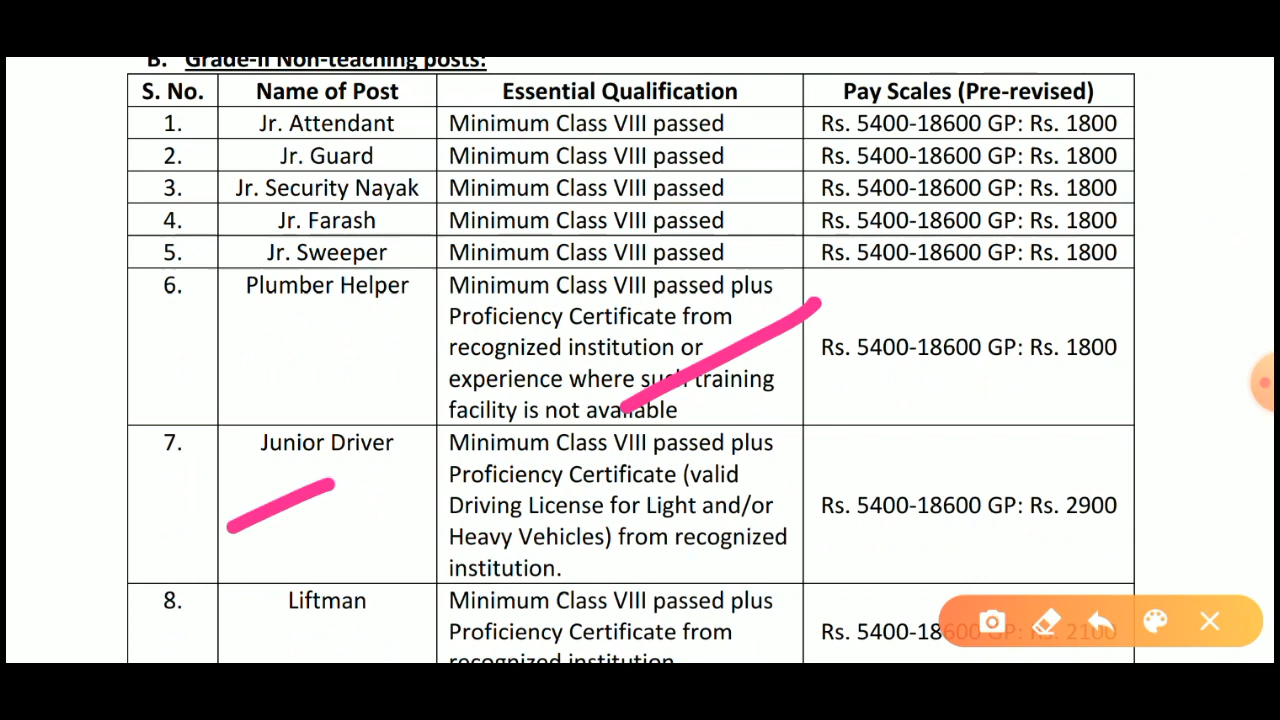 B. Grade-II Non-teaching posts:
S. No. Name of Post Essential Qualification Pay Scales (Pre-revised)
1. Jr. Attendant Minimum Class VIII passed Rs. 5400-18600 GP: Rs. 1800
2. Jr. Guard Minimum Class VIII passed Rs. 5400-18600 GP: Rs. 1800
3. Jr. Security Nayak Minimum Class VIII passed Rs. 5400-18600 GP: Rs. 1800
4. Jr. Farash Minimum Class VIII passed Rs. 5400-18600 GP: Rs. 1800
5. Jr. Sweeper Minimum Class VIII passed Rs. 5400-18600 GP: Rs. 1800
6. Plumber Helper Minimum Class VIII passed plus
Proficiency Certificate from
recognized institution or
Rs. 5400-18600 GP: Rs. 1800
experience where such training
facility is not available
7. Junior Driver Minimum Class VIII passed plus
Proficiency Certificate (valid
Driving License for Light and/or
Rs. 5400-18600 GP: Rs. 2900
Heavy Vehicles) from recognized
institution.
8. Liftman Minimum Class VIII passed plus
Proficiency Certificate from
Rs. 5400-18600 GP: Rs. 2100
recognized institution